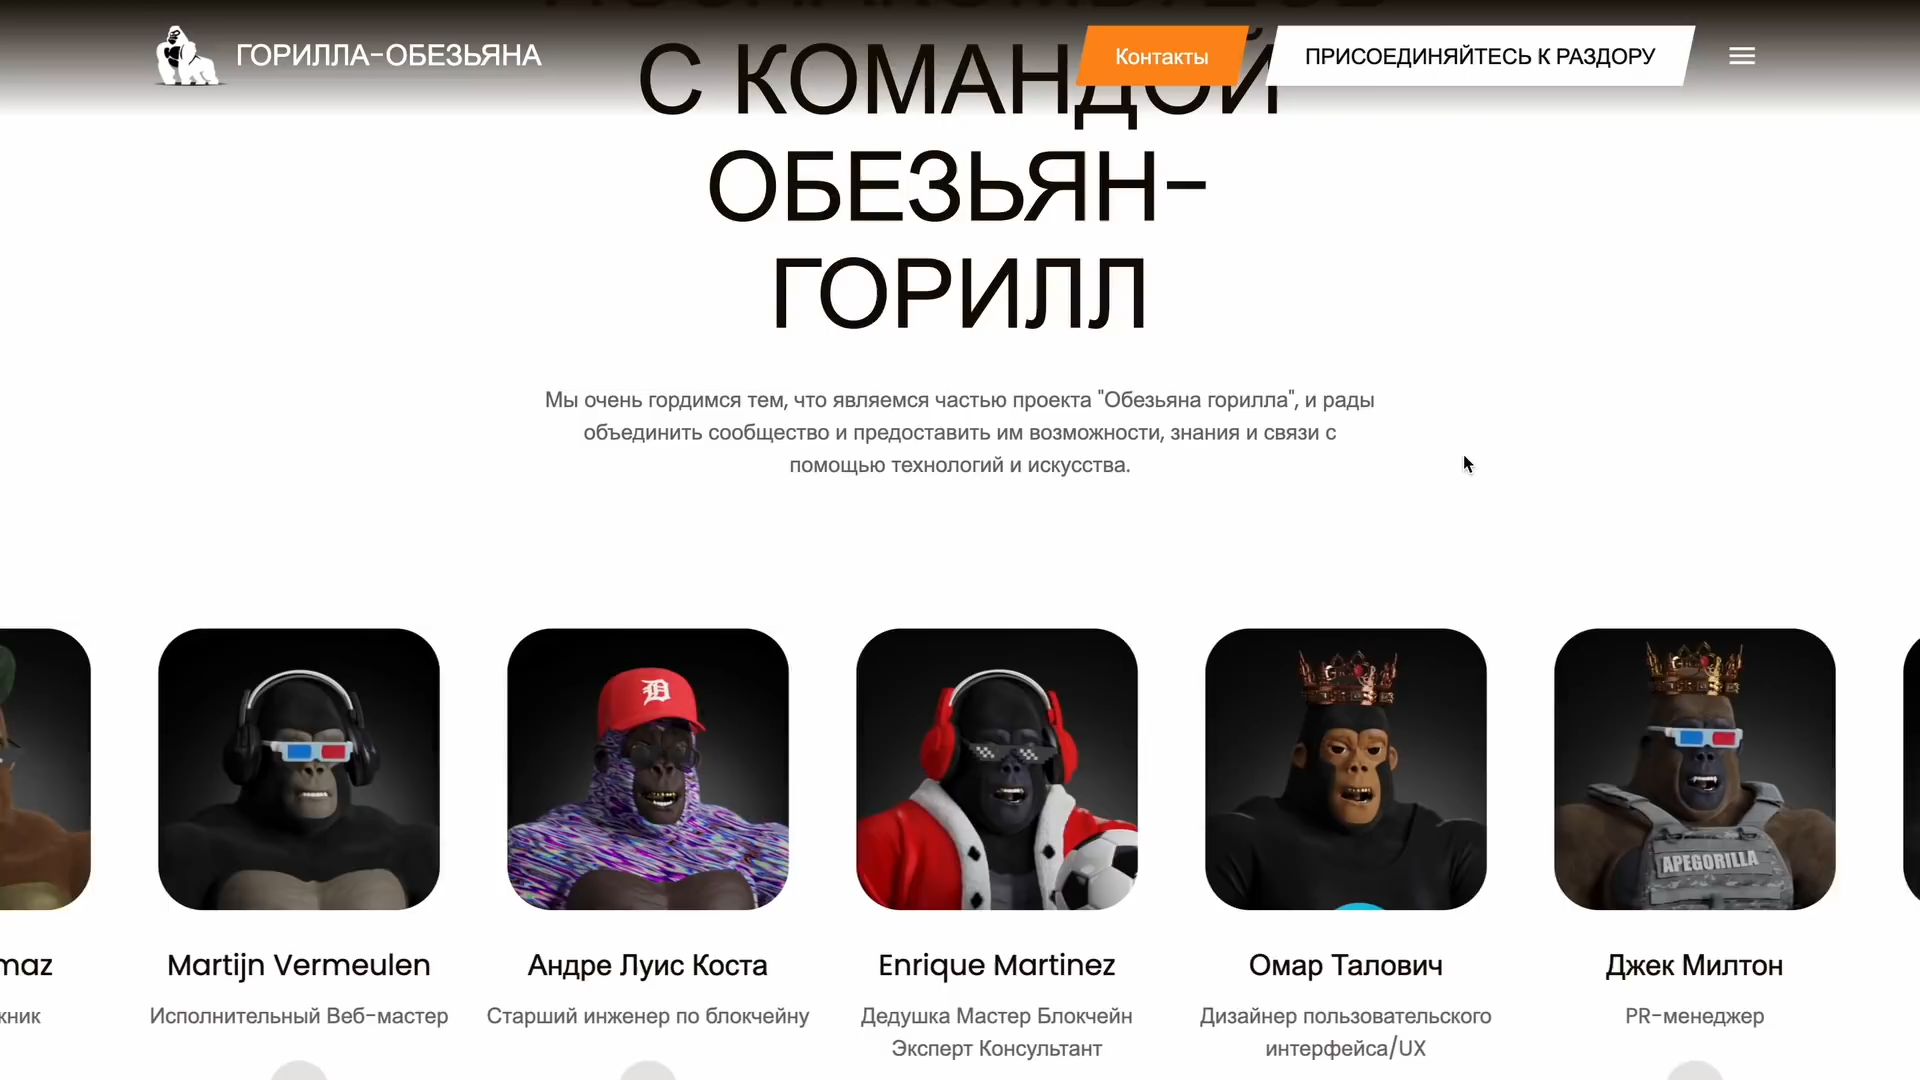 ГОРИЛЛА-ОБЕЗЬЯНА
Контакты
ПРИСОЕДИНЯЙТЕСЬ К РАЗДОРУ
С КОМАНДОЙ
ОБЕЗЬЯН-
ГОРИЛЛ
Мы очень гордимся тем, что являемся частью проекта "Обезьяна горилла", и рады
объединить сообщество и предоставить им возможности, знания и связи с
помощью технологий и искусства.
D
APEGORILLA
maz
Martijn Vermeulen
Андре Луис Коста
Enrique Martinez
Омар Талович
Джек Милтон
жник
Исполнительный Веб-мастер
Старший инженер по блокчейну
Дедушка Мастер Блокчейн
Эксперт Консультант
Дизайнер пользовательского
интерфейса/UX
PR-менеджер